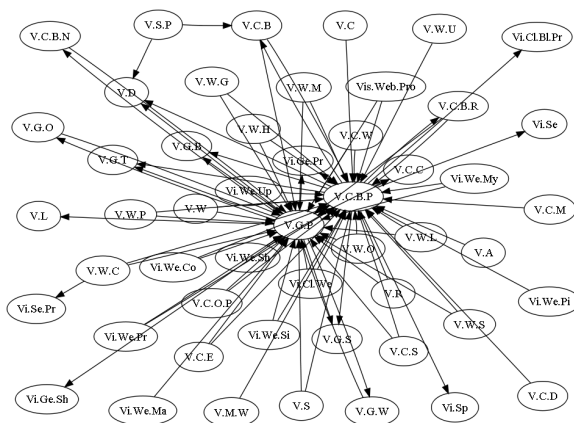 V.S.P
V.C.B
V.C
V.W.U
V.C.B.N
Vi.Cl.Bl.Pr
V.D
V.W.G
V.W.M
Vis.Web.Pro
V.C.B.R
V.G.O
V.W.H
V.C.W
Vi.Se
V.G.B
V.G.T
Vi.Ge.Pr
V.C.C
Vi.We.Up
Vi.We.My
V.C.B.P
V.L
V.W.P
V.W
V.G.P
V.C.M
V.W.L
V.W.O
V.A
V.W.C
Vi.We.Co
Vi.We.Sh
Vi.Cl.We
V.R
Vi.Se.Pr
V.C.O.P
Vi.We.Pi
Vi.We.Pr
Vi.We.Si
V.G.S
V.W.S
V.C.E
V.C.S
Vi.Ge.Sh
Vi.We.Ma
V.M.W
V.S
V.G.W
Vi.Sp
V.C.D